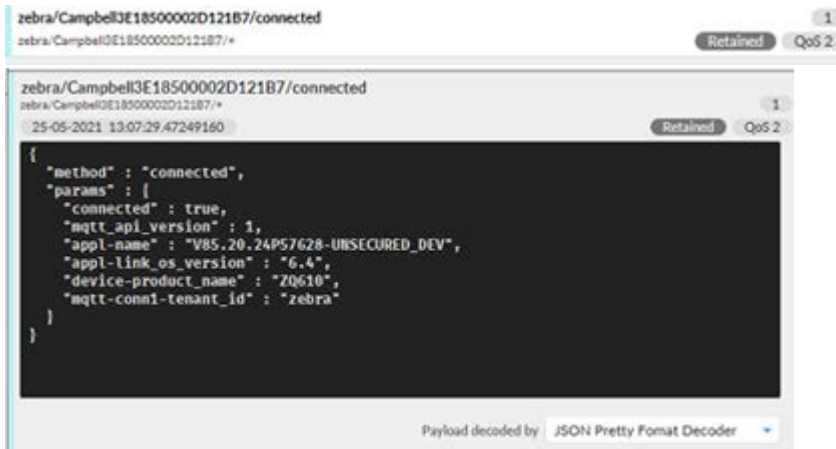 zebra/Campbell3E18500002D121B7/connected
1
zebra/Campbell3E18500002D121B7/+
Retained
QoS 2
zebra/Campbell3E18500002D121B7/connected
zebra/Campbell3E18500002D121B7/+
1
25-05-2021 13:07:29.47249160
Retained
QoS 2
{
"method" : "connected",
"params" : {
"connected" : true,
"mqtt_api_version" : 1,
"appl-name" : "V85.20.24P57628-UNSECURED_DEV",
"appl-link_os_version" : "6.4",
"device-product_name" : "ZQ610",
"mqtt-conn1-tenant_id" : "zebra"
}
}
Payload decoded by JSON Pretty Fomat Decoder